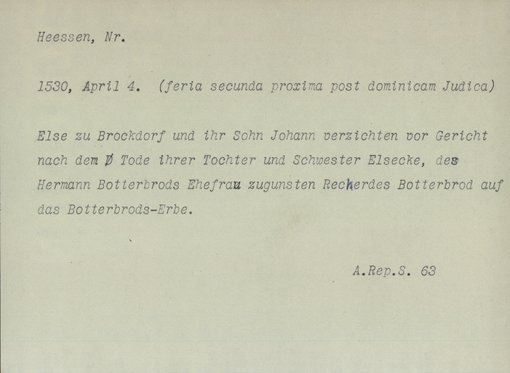 Heessen, Nr.
1530, April 4. (feria secunda proxima post dominicam Judica)
Else zu Brockdorf und ihr Sohn Johann verzichten vor Gericht
nach dem Tode ihrer Tochter und Schwester Elsecke, des
Hermann Botterbrods Ehefrau zugunsten Recherdes Botterbrod auf
das Botterbrods-Erbe.
A.Rep.S. 63